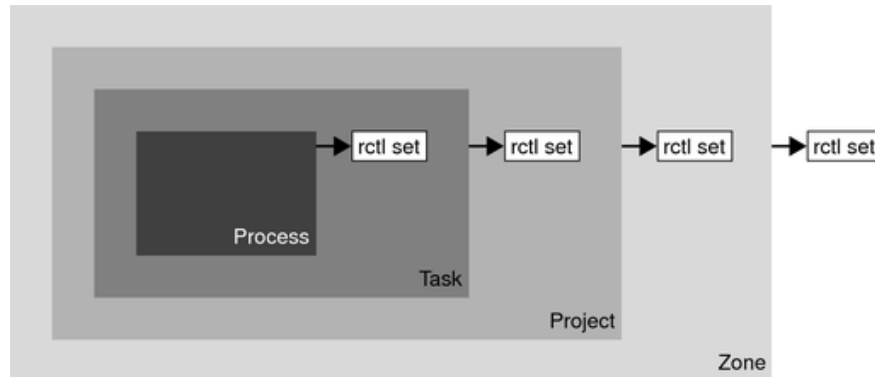 rctl set
rctl set
rctl set
rctl set
Process
Task
Project
Zone